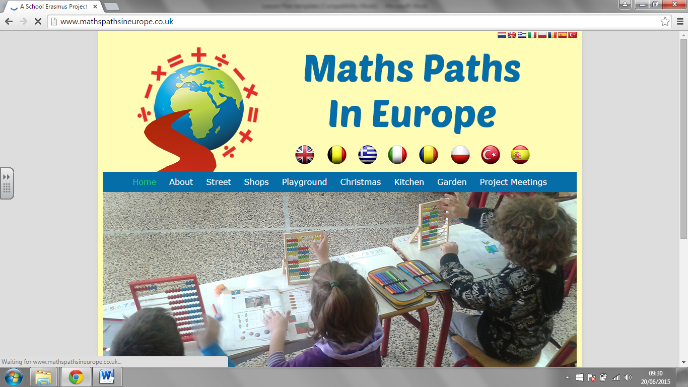 A School Erasmus Project
www.mathspathsineurope.co.uk
Maths Paths
In Europe
Home About Street Shops Playground Christmas Kitchen Garden Project Meetings
Waiting for www.mathspathsineurope.co.uk...
09:10
20/06/2015